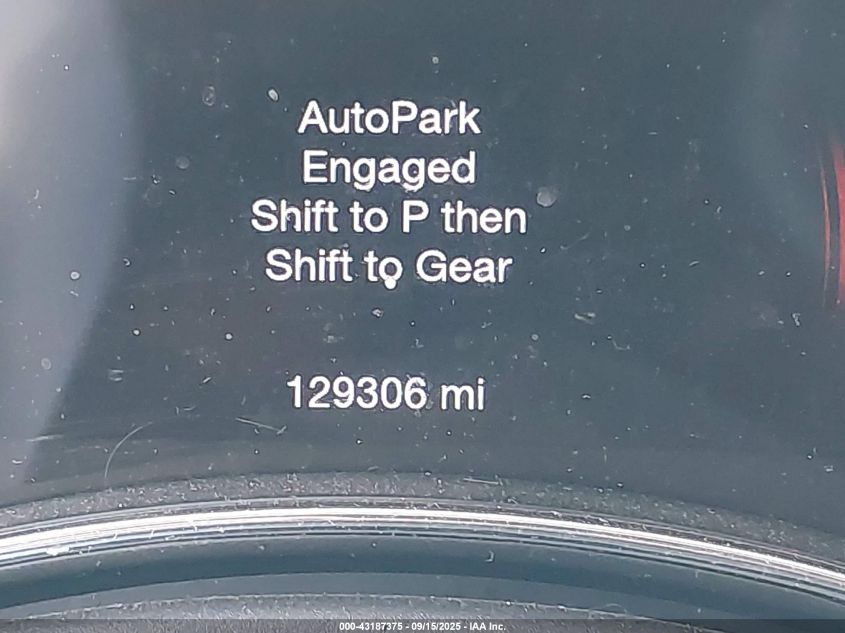 AutoPark
Engaged
Shift to P then
Shift to Gear
129306 mi
000-43187375 - 09/15/2025 - IAA Inc.